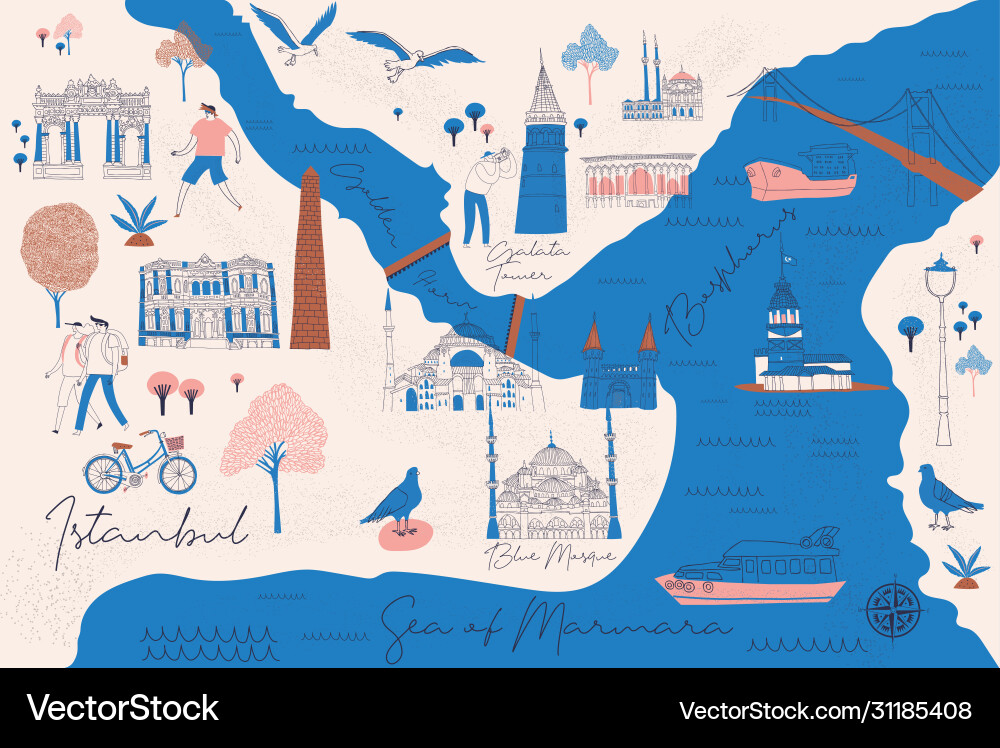 Golden
Horn
Galata
Tower
Bosphorus
Istanbul
Blue Mosque
Sea of Marmara
VectorStock®
VectorStock.com/31185408